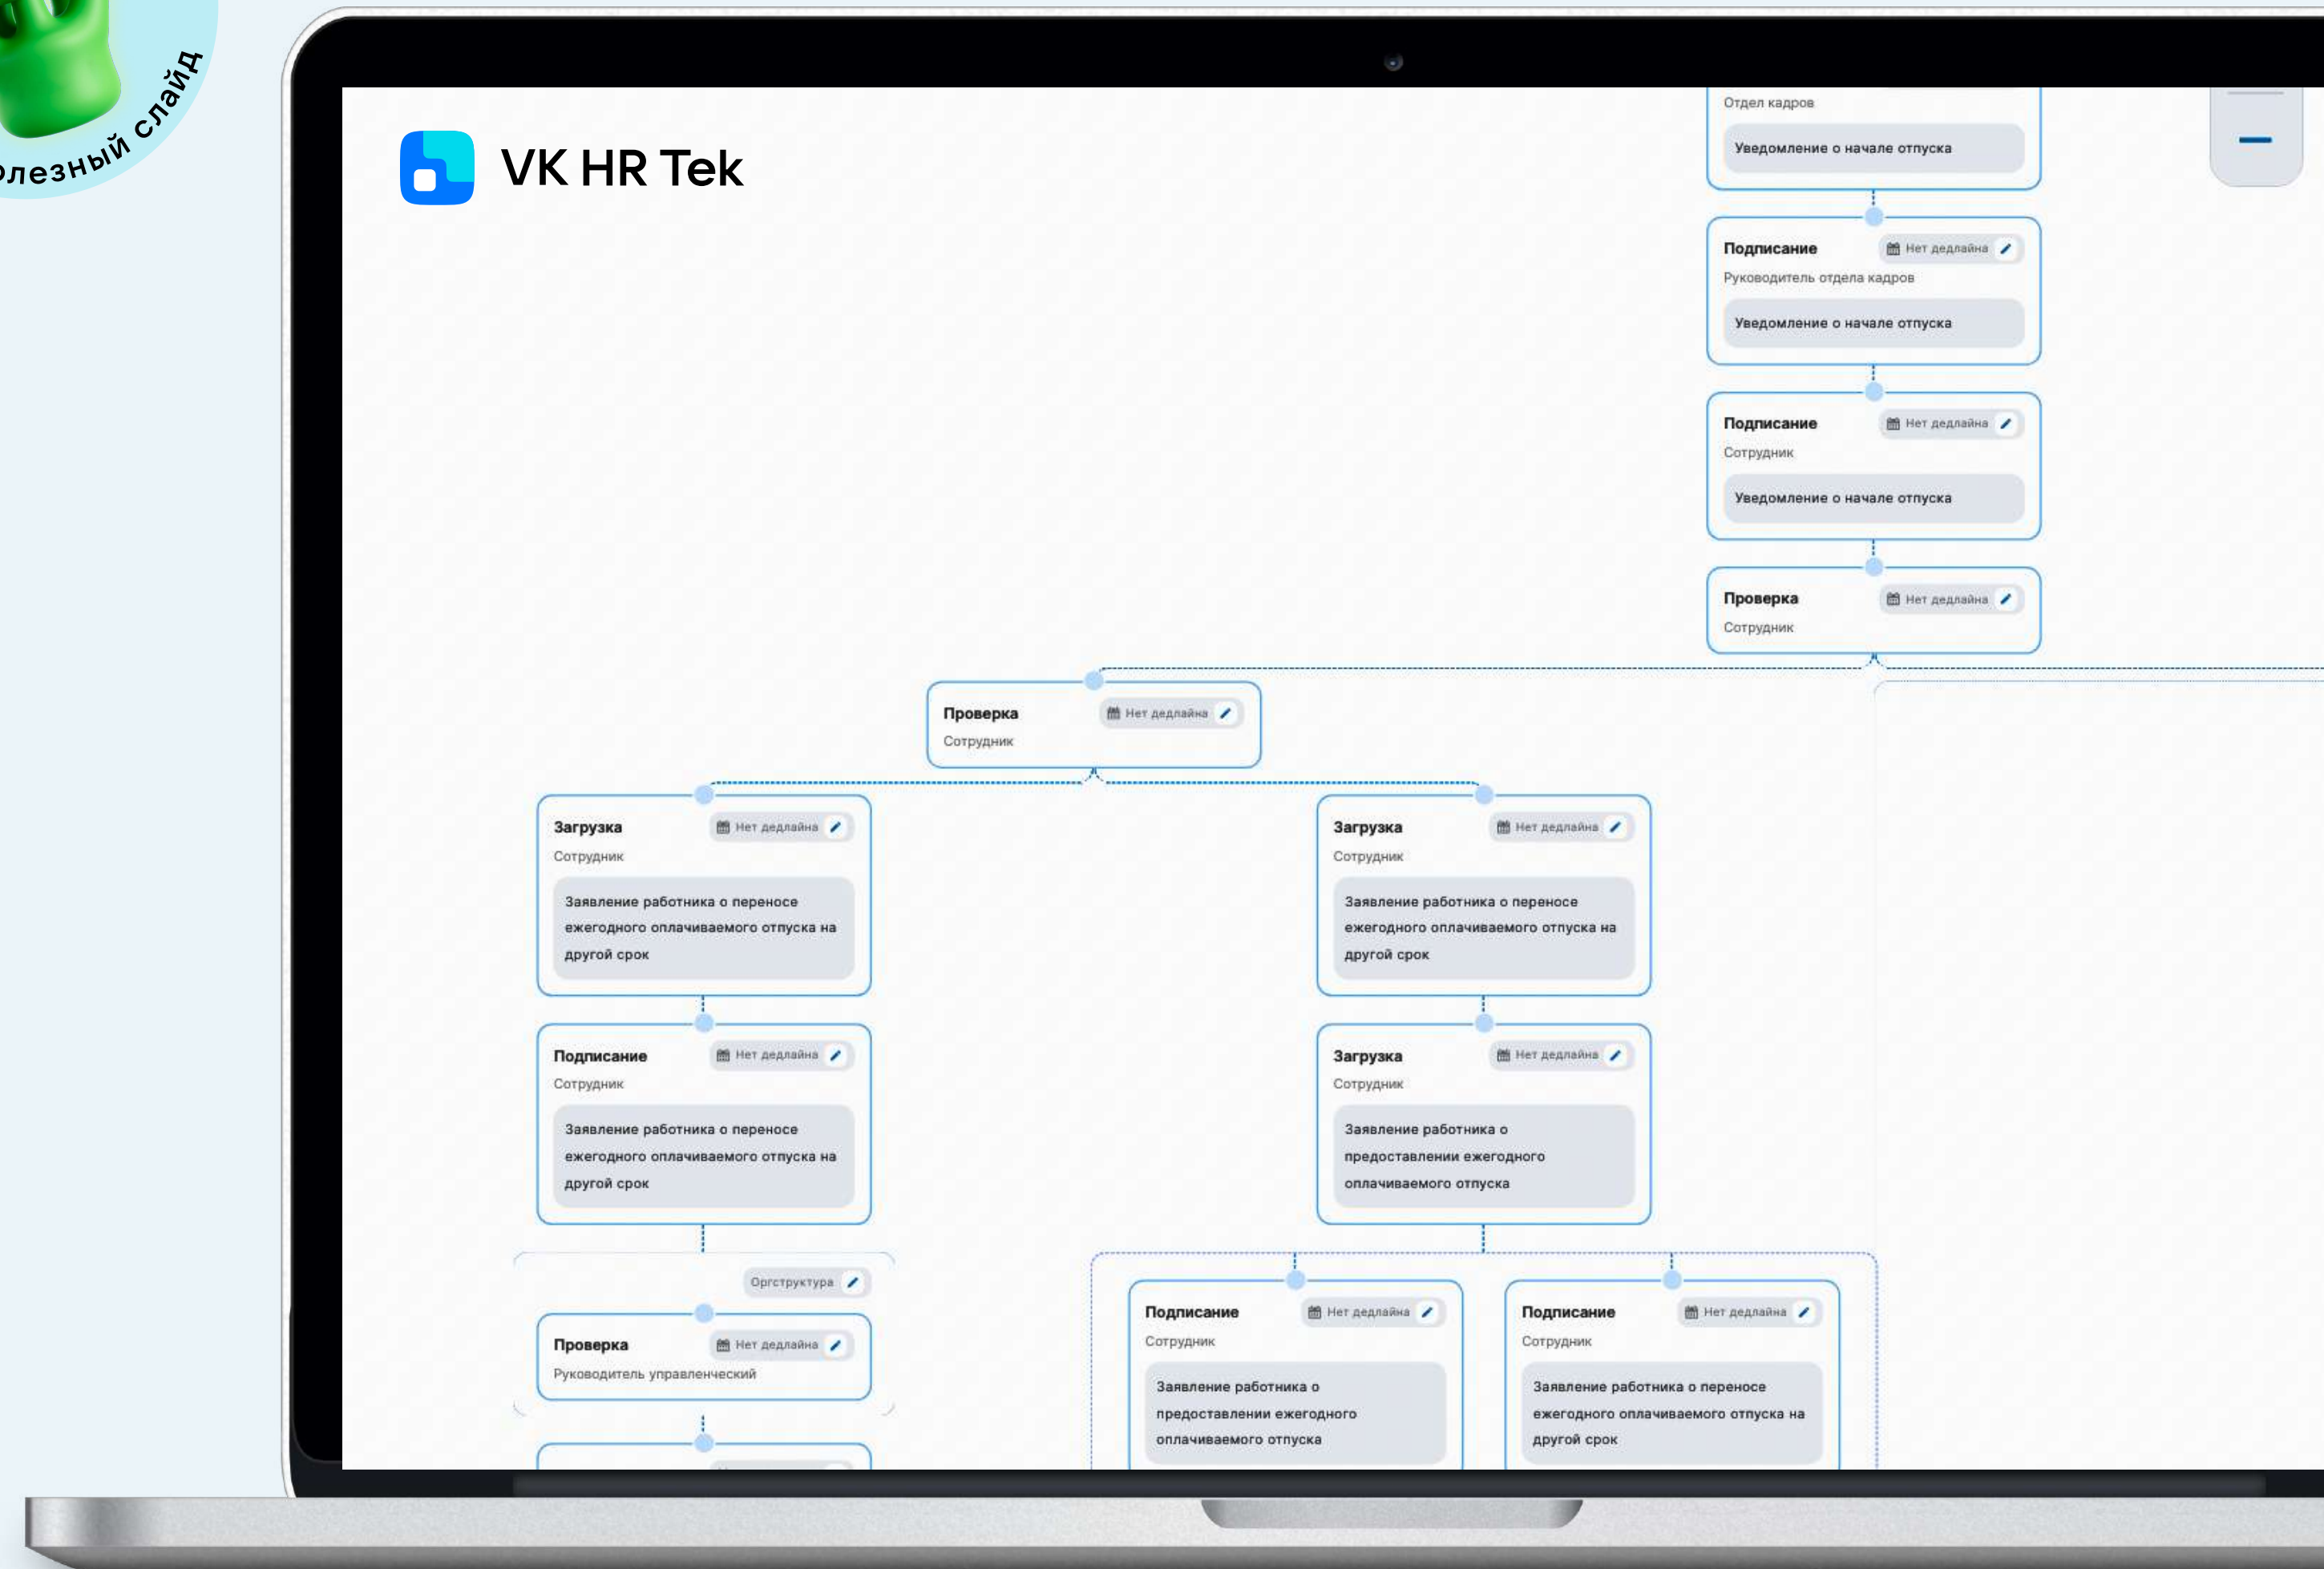 слайд
VK HR Tek
Отдел кадров
Уведомление о начале отпуска
Подписание
Нет дедлайна
Руководитель отдела кадров
Уведомление о начале отпуска
Подписание
Нет дедлайна
Сотрудник
Уведомление о начале отпуска
Проверка
Нет дедлайна
Сотрудник
Проверка
Нет дедлайна
Сотрудник
Загрузка
Нет дедлайна
Сотрудник
Заявление работника о переносе
ежегодного оплачиваемого отпуска на
другой срок
Загрузка
Нет дедлайна
Сотрудник
Заявление работника о переносе
ежегодного оплачиваемого отпуска на
другой срок
Подписание
Нет дедлайна
Сотрудник
Заявление работника о переносе
ежегодного оплачиваемого отпуска на
другой срок
Загрузка
Нет дедлайна
Сотрудник
Заявление работника о
предоставлении ежегодного
оплачиваемого отпуска
Оргструктура
Проверка
Нет дедлайна
Руководитель управленческий
Подписание
Нет дедлайна
Сотрудник
Заявление работника о
предоставлении ежегодного
оплачиваемого отпуска
Подписание
Нет дедлайна
Сотрудник
Заявление работника о переносе
ежегодного оплачиваемого отпуска на
другой срок